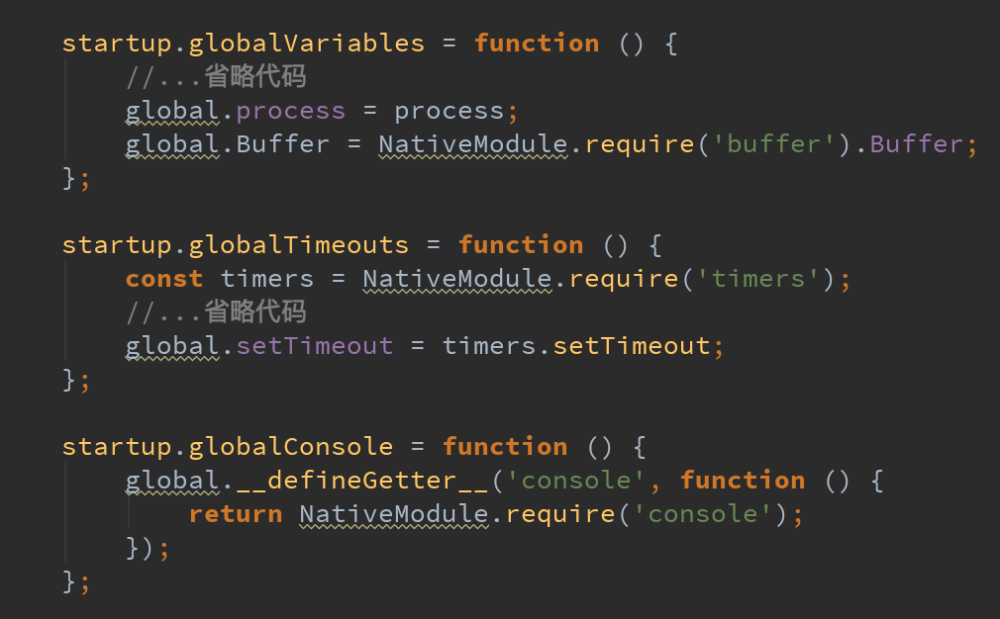 startup.globalVariables = function () {
//...省略代码
global.process = process;
global.Buffer = NativeModule.require('buffer').Buffer;
};
startup.globalTimeouts = function () {
const timers = NativeModule.require('timers');
//...省略代码
global.setTimeout = timers.setTimeout;
};
startup.globalConsole = function () {
global.__defineGetter__('console', function () {
return NativeModule.require('console');
});
};